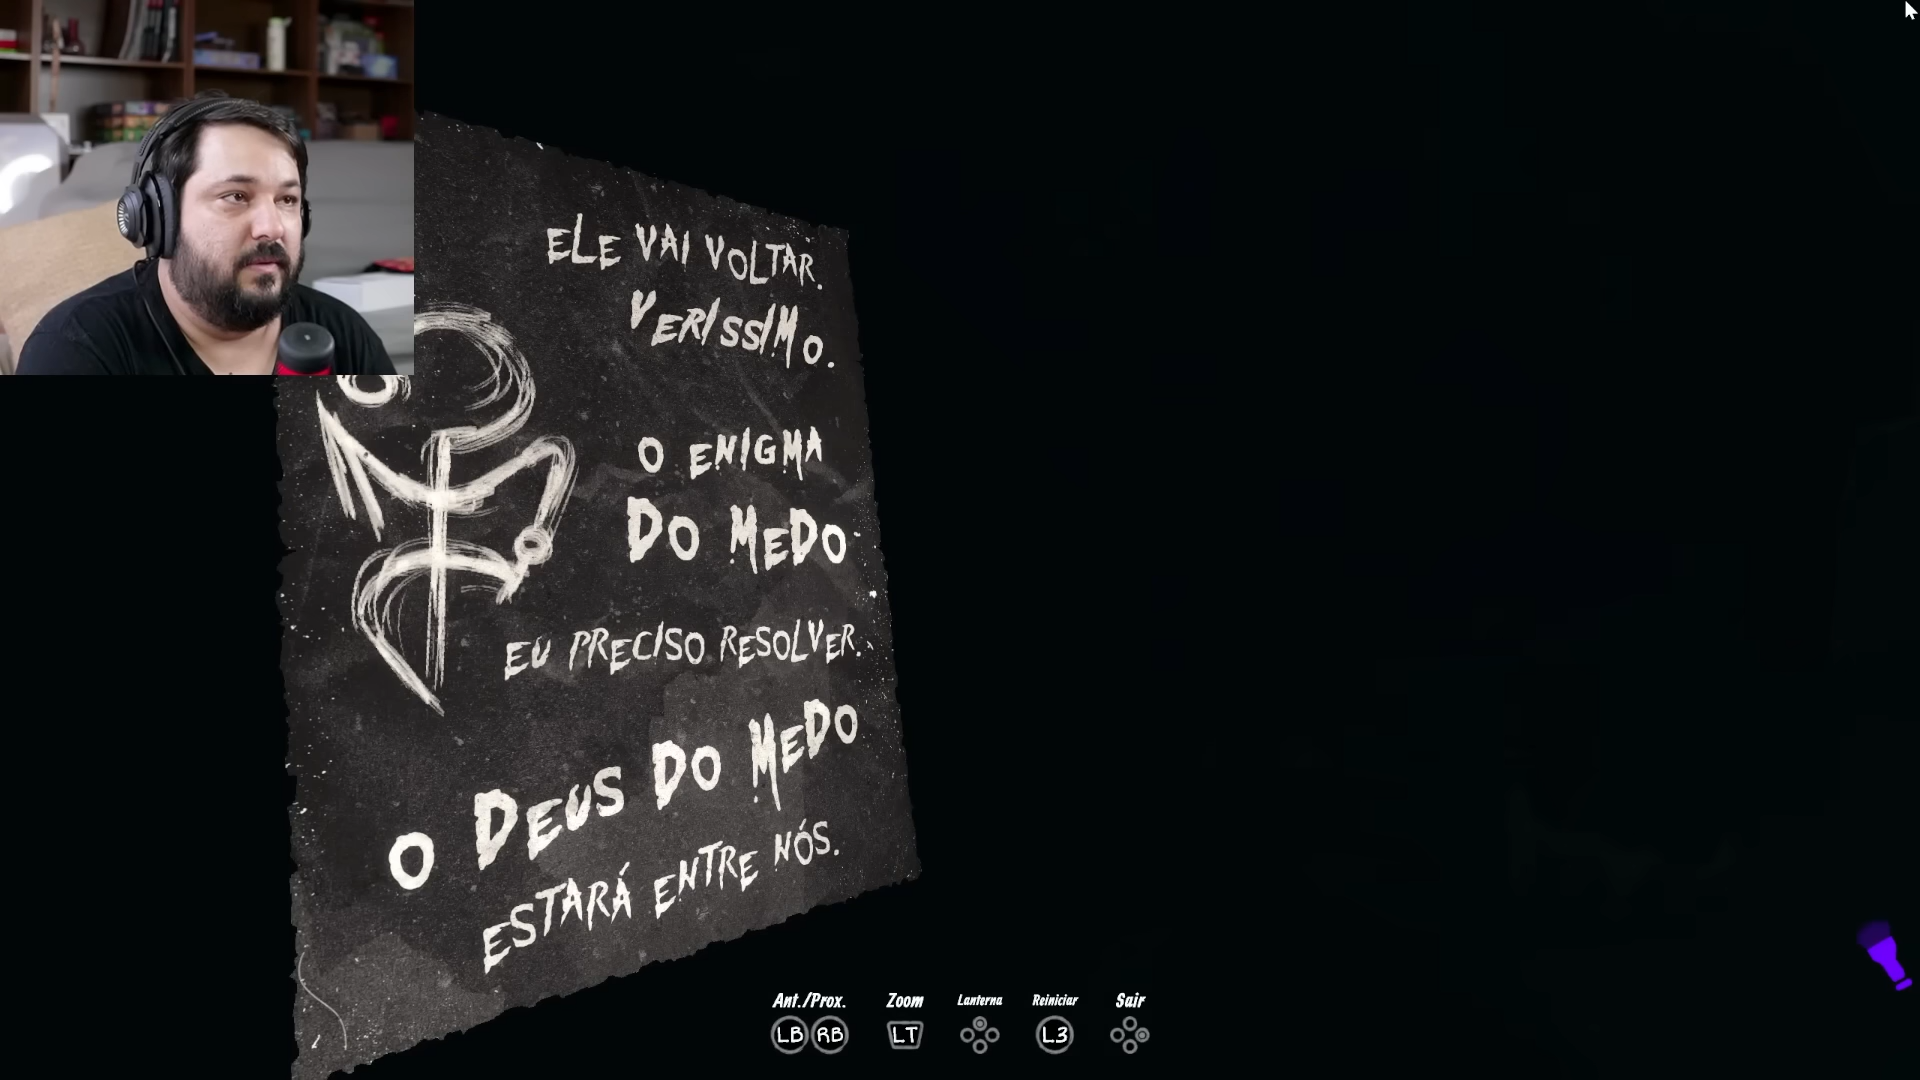 ELE VAI VOLTAR.
VERISSIMO.
O ENIGMA
DO MEDO
EU PRECISO RESOLVER.
O DEUS DO MEDO
ESTARÁ ENTRE NÓS.
Ant./Prox. Zoom Lanterna Reiniciar Sair
LB RB LT L3